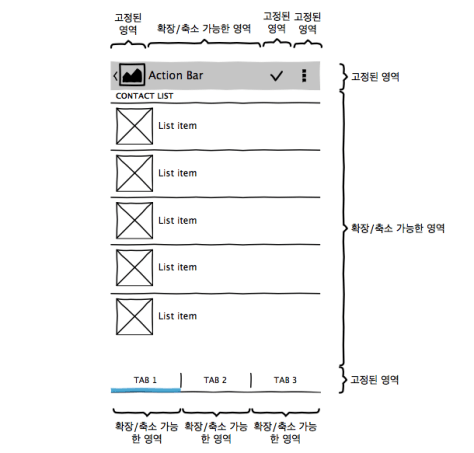 고정된
영역
확장/축소 가능한 영역
고정된
영역
고정된
영역
Action Bar
고정된 영역
CONTACT LIST
List item
List item
List item
확장/축소 가능한 영역
List item
List item
TAB 1
TAB 2
TAB 3
고정된 영역
확장/축소 가능
한 영역
확장/축소 가능
한 영역
확장/축소 가능
한 영역